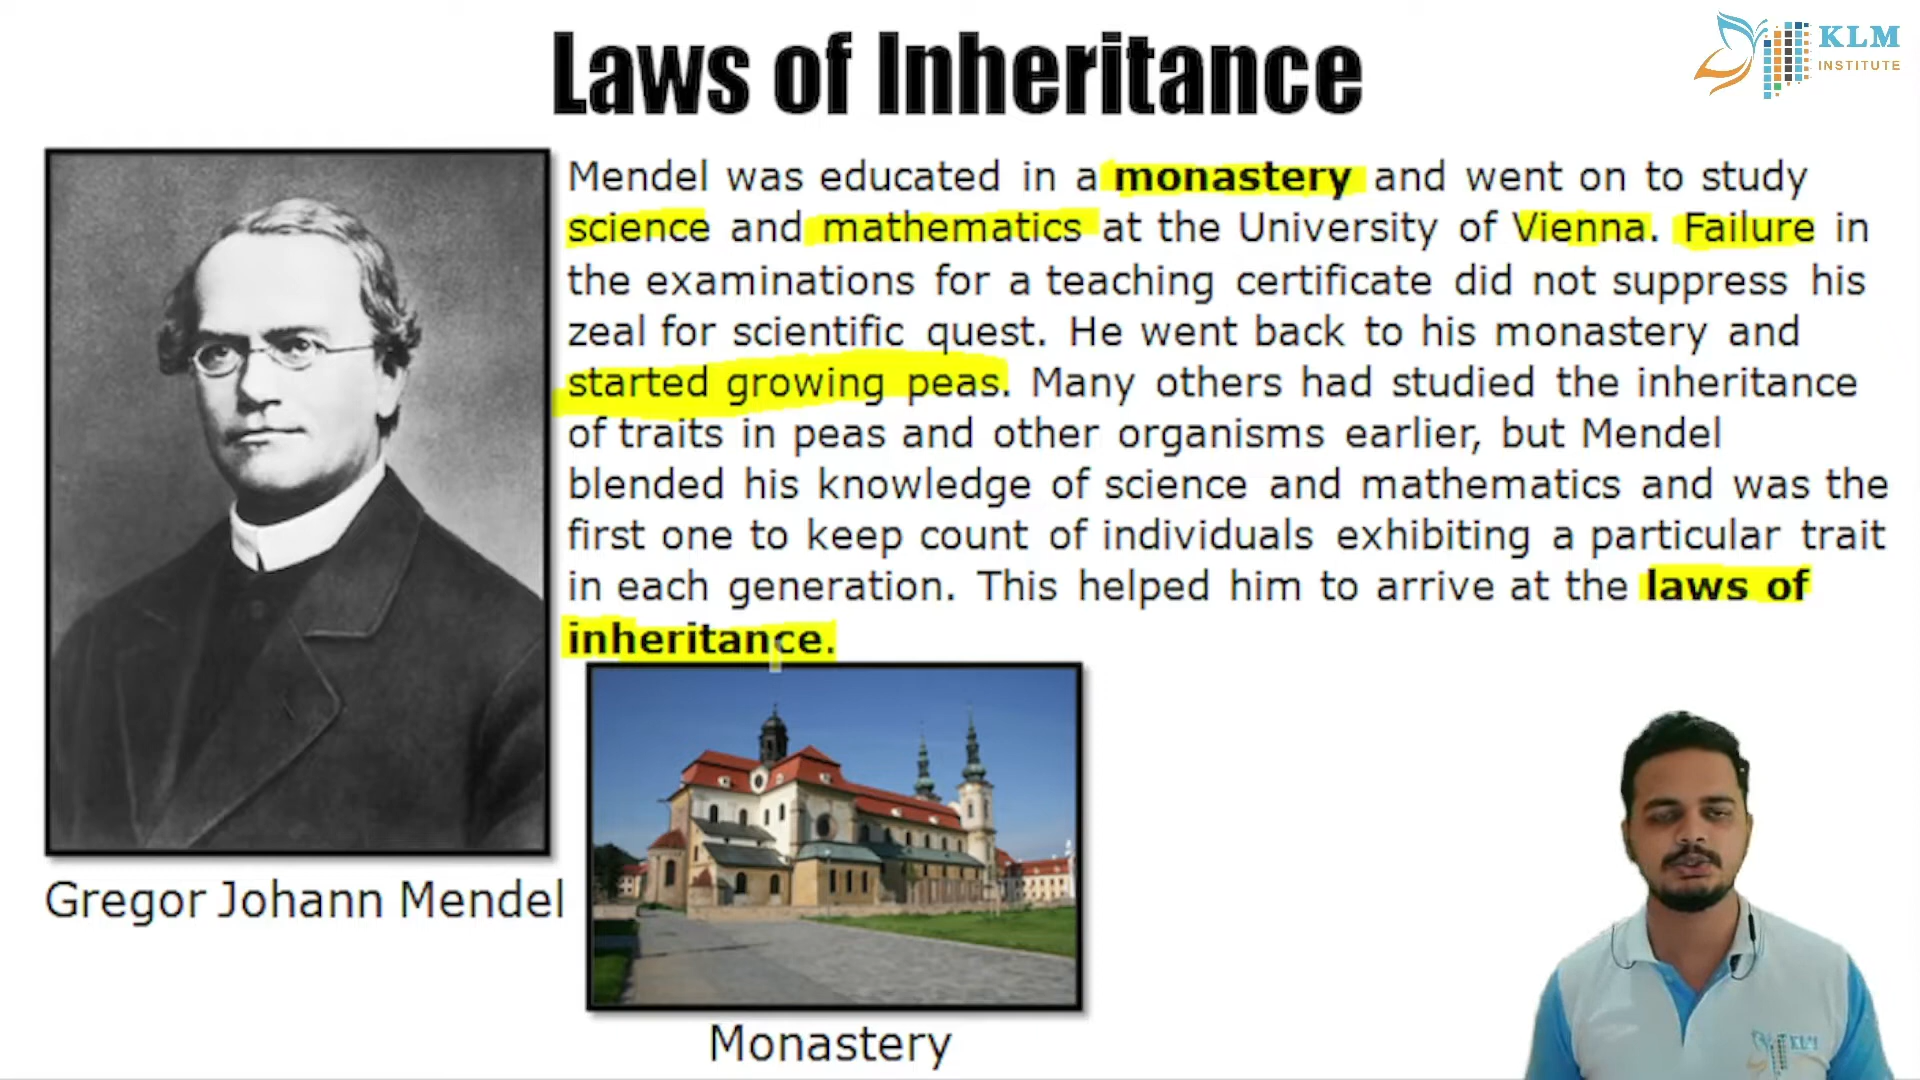 Laws of Inheritance
KLM
INSTITUTE
Mendel was educated in a monastery and went on to study
science and mathematics at the University of Vienna. Failure in
the examinations for a teaching certificate did not suppress his
zeal for scientific quest. He went back to his monastery and
started growing peas. Many others had studied the inheritance
of traits in peas and other organisms earlier, but Mendel
blended his knowledge of science and mathematics and was the
first one to keep count of individuals exhibiting a particular trait
in each generation. This helped him to arrive at the laws of
inheritance.
Gregor Johann Mendel
Monastery
KLM